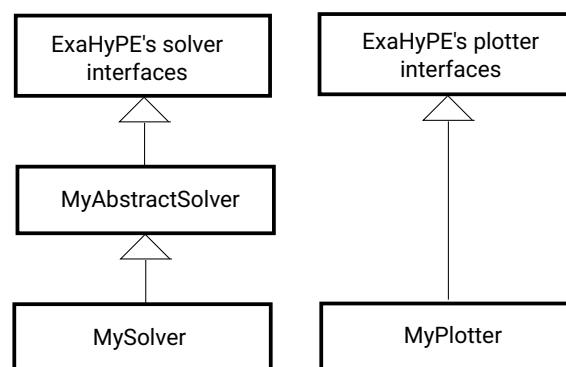 ExaHyPE's solver
interfaces
ExaHyPE's plotter
interfaces
MyAbstractSolver
MySolver
MyPlotter